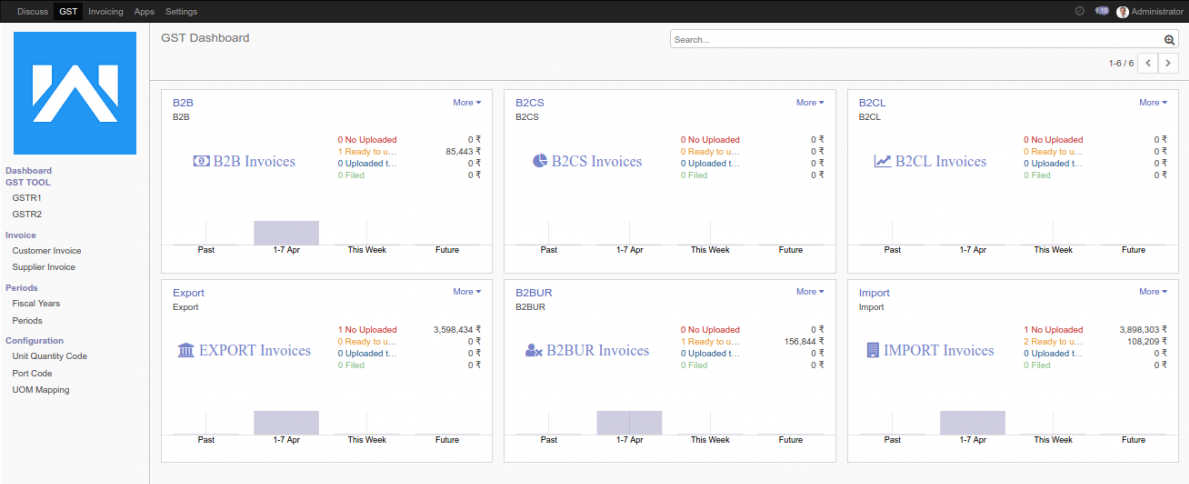 Discuss GST Invoicing Apps Settings Administrator
GST Dashboard
Search...
1-6 / 6
Dashboard
GST TOOL
GSTR1
GSTR2
Invoice
Customer Invoice
Supplier Invoice
Periods
Fiscal Years
Periods
Configuration
Unit Quantity Code
Port Code
UOM Mapping
B2B More
B2B
B2B Invoices
0 No Uploaded 0 ₹
1 Ready to u... 85,443 ₹
0 Uploaded t... 0 ₹
0 Filed 0 ₹
Past 1-7 Apr This Week Future
B2CS More
B2CS
B2CS Invoices
0 No Uploaded 0 ₹
0 Ready to u... 0 ₹
0 Uploaded t... 0 ₹
0 Filed 0 ₹
Past 1-7 Apr This Week Future
B2CL More
B2CL
B2CL Invoices
0 No Uploaded 0 ₹
0 Ready to u... 0 ₹
0 Uploaded t... 0 ₹
0 Filed 0 ₹
Past 1-7 Apr This Week Future
Export More
Export
EXPORT Invoices
1 No Uploaded 3,598,434 ₹
0 Ready to u... 0 ₹
0 Uploaded t... 0 ₹
0 Filed 0 ₹
Past 1-7 Apr This Week Future
B2BUR More
B2BUR
B2BUR Invoices
0 No Uploaded 0 ₹
1 Ready to u... 156,844 ₹
0 Uploaded t... 0 ₹
0 Filed 0 ₹
Past 1-7 Apr This Week Future
Import More
Import
IMPORT Invoices
1 No Uploaded 3,898,303 ₹
2 Ready to u... 108,209 ₹
0 Uploaded t... 0 ₹
0 Filed 0 ₹
Past 1-7 Apr This Week Future